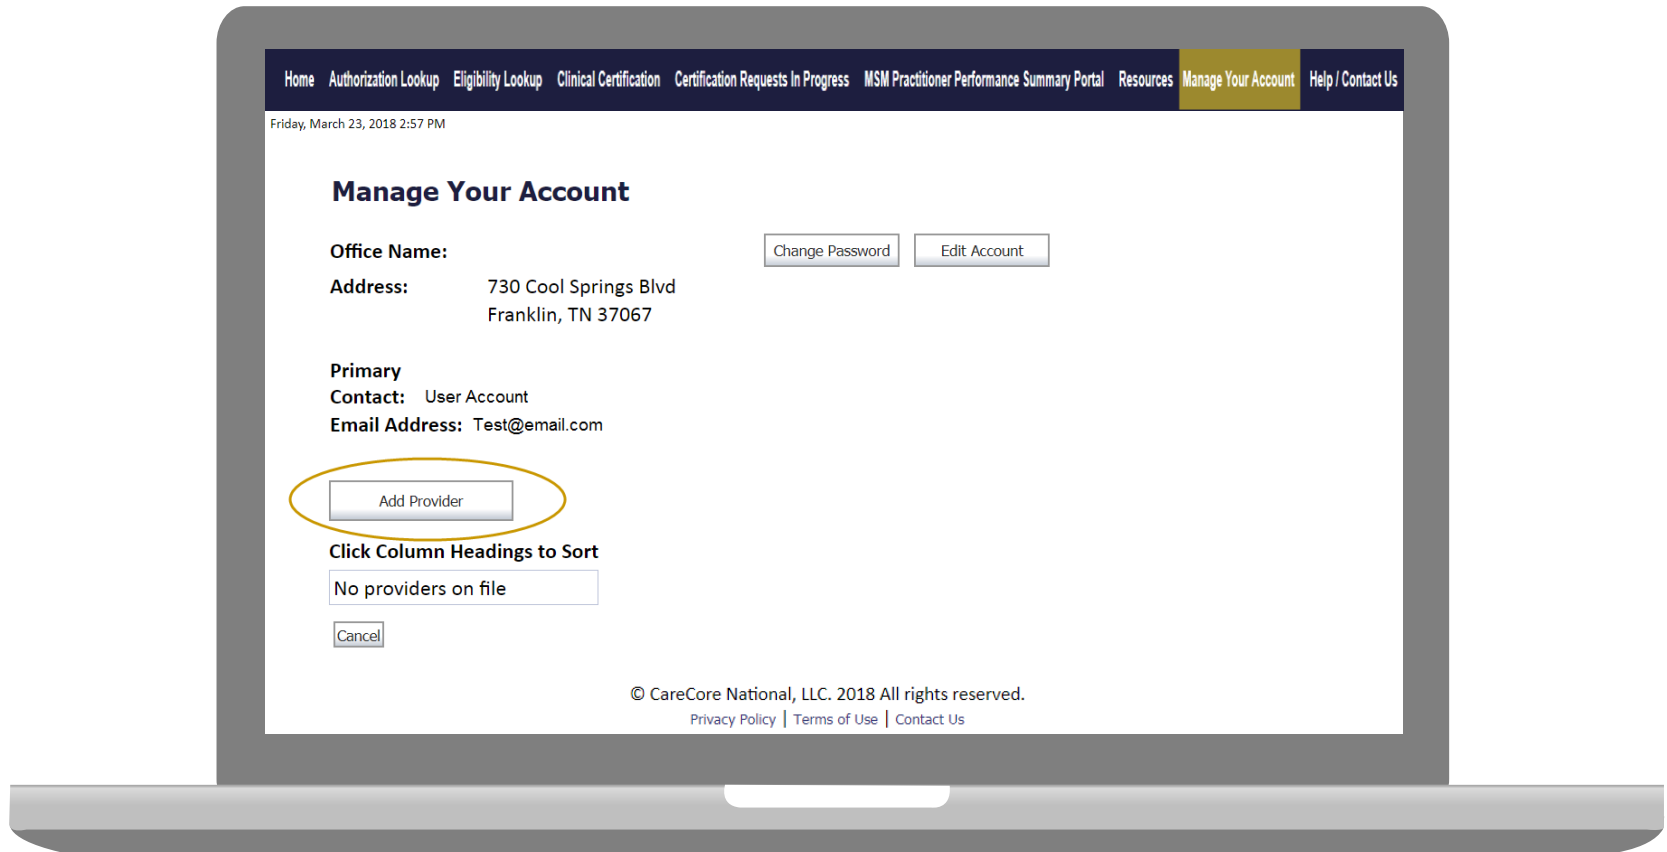 Home Authorization Lookup Eligibility Lookup Clinical Certification Certification Requests In Progress MSM Practitioner Performance Summary Portal Resources Manage Your Account Help / Contact Us
Friday, March 23, 2018 2:57 PM
Manage Your Account
Office Name:
Change Password
Edit Account
Address: 730 Cool Springs Blvd
Franklin, TN 37067
Primary
Contact: User Account
Email Address: Test@email.com
Add Provider
Click Column Headings to Sort
No providers on file
Cancel
© CareCore National, LLC. 2018 All rights reserved.
Privacy Policy | Terms of Use | Contact Us